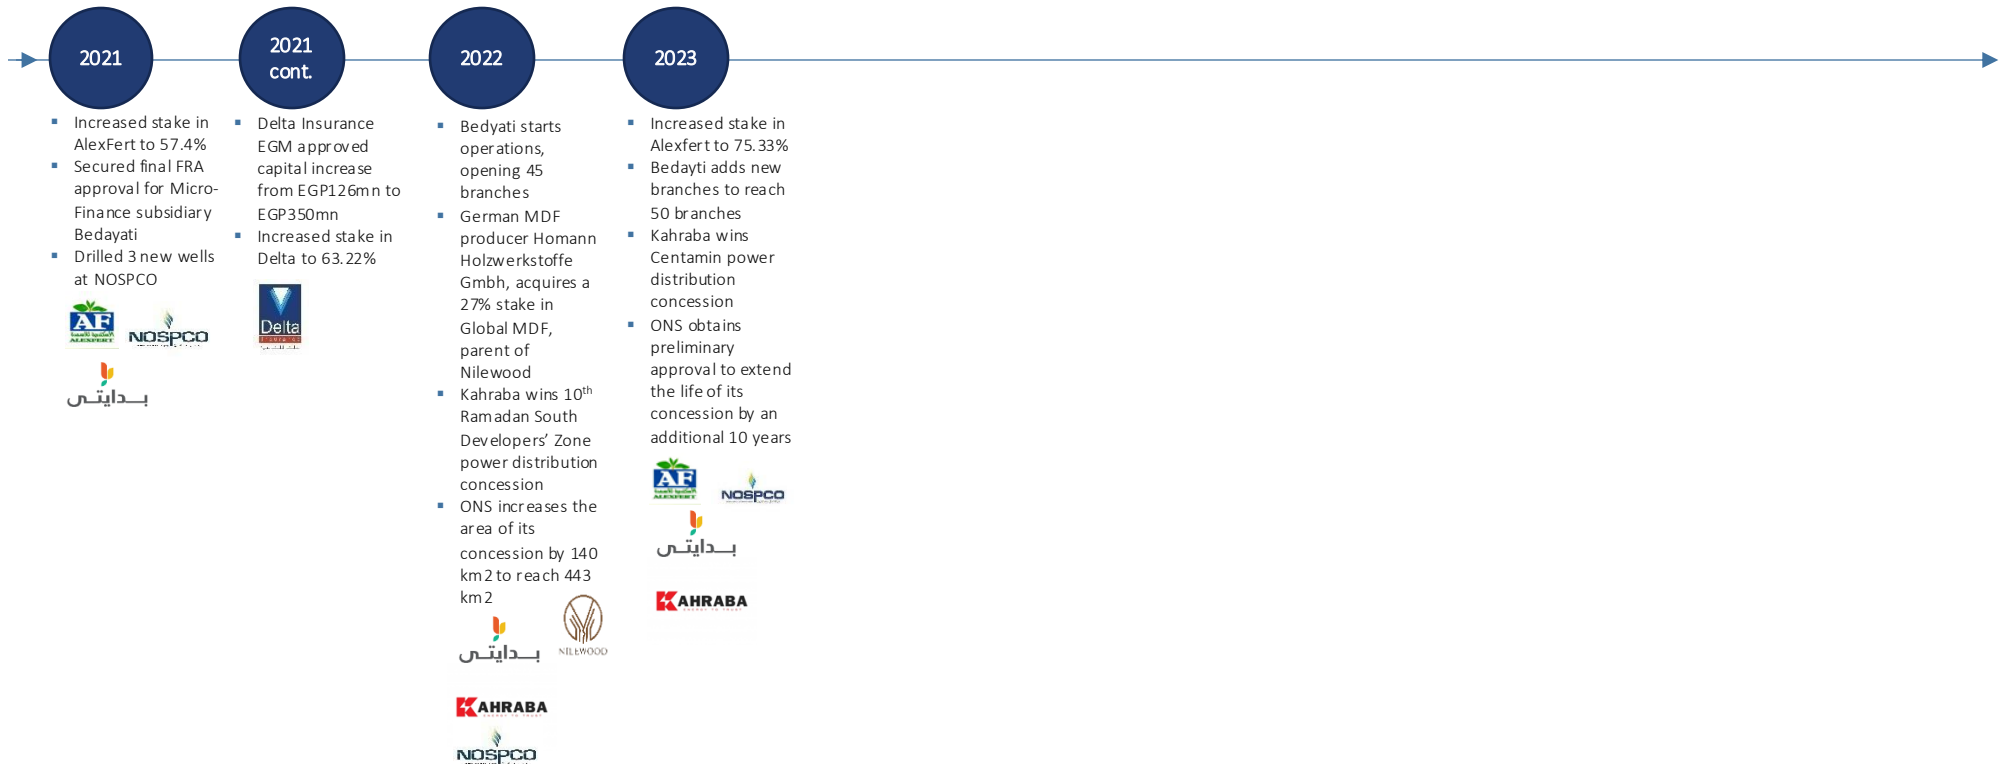 2021
Increased stake in
AlexFert to 57.4%
Secured final FRA
approval for Micro-
Finance subsidiary
Bedayati
Drilled 3 new wells
at NOSPCO
AF
ALEXFERT
NOSPCO
بدايتى
2021
cont.
Delta Insurance
EGM approved
capital increase
from EGP126mn to
EGP350mn
Increased stake in
Delta to 63.22%
Delta
2022
Bedyati starts
operations,
opening 45
branches
German MDF
producer Homann
Holzwerkstoffe
Gmbh, acquires a
27% stake in
Global MDF,
parent of
Nilewood
Kahraba wins 10th
Ramadan South
Developers’ Zone
power distribution
concession
ONS increases the
area of its
concession by 140
km2 to reach 443
km2
بدايتى
NILEWOOD
KAHRABA
NOSPCO
2023
Increased stake in
Alexfert to 75.33%
Bedayti adds new
branches to reach
50 branches
Kahraba wins
Centamin power
distribution
concession
ONS obtains
preliminary
approval to extend
the life of its
concession by an
additional 10 years
AF
ALEXFERT
NOSPCO
بدايتى
KAHRABA